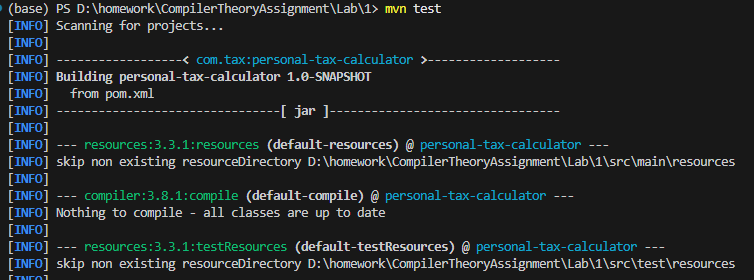 (base) PS D:\homework\CompilerTheoryAssignment\Lab\1> mvn test
[INFO] Scanning for projects...
[INFO]
[INFO] ------------------< com.tax:personal-tax-calculator >-------------------
[INFO] Building personal-tax-calculator 1.0-SNAPSHOT
[INFO]   from pom.xml
[INFO] --------------------------------[ jar ]---------------------------------
[INFO]
[INFO] --- resources:3.3.1:resources (default-resources) @ personal-tax-calculator ---
[INFO] skip non existing resourceDirectory D:\homework\CompilerTheoryAssignment\Lab\1\src\main\resources
[INFO]
[INFO] --- compiler:3.8.1:compile (default-compile) @ personal-tax-calculator ---
[INFO] Nothing to compile - all classes are up to date
[INFO]
[INFO] --- resources:3.3.1:testResources (default-testResources) @ personal-tax-calculator ---
[INFO] skip non existing resourceDirectory D:\homework\CompilerTheoryAssignment\Lab\1\src\test\resources
[INFO]